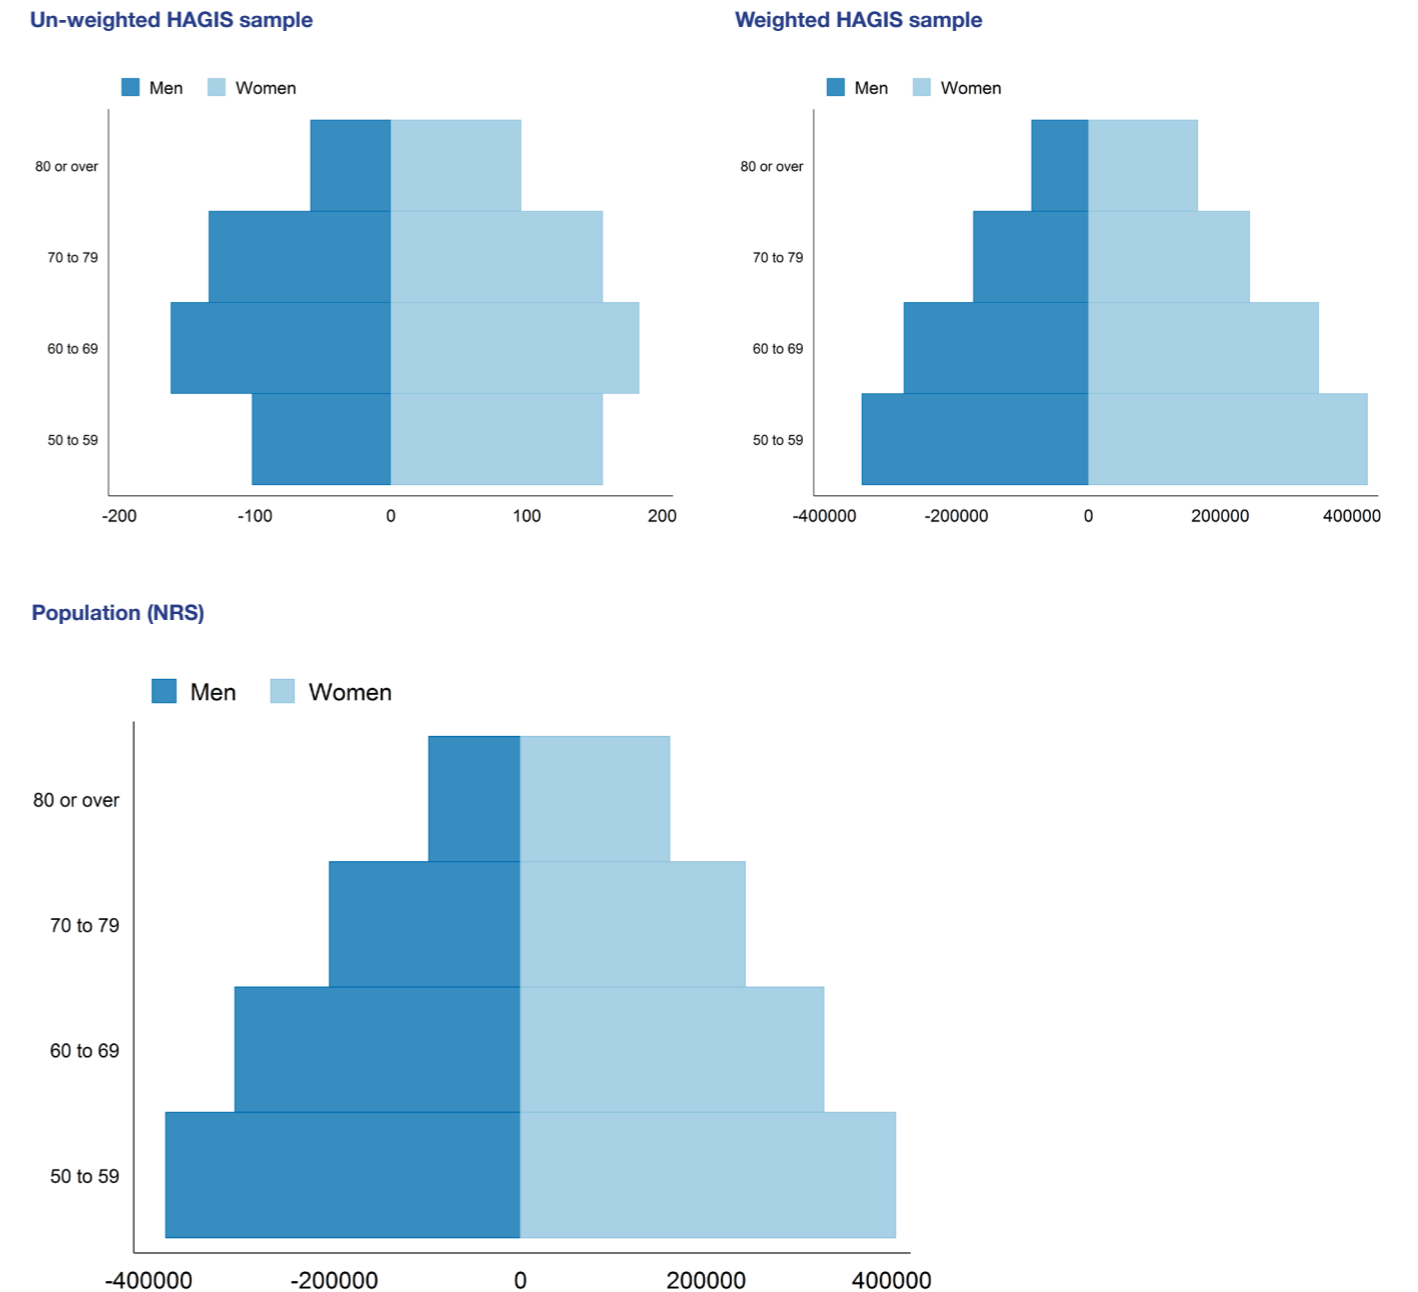 Un-weighted HAGIS sample
Men Women
80 or over
70 to 79
60 to 69
50 to 59
-200 -100 0 100 200
Weighted HAGIS sample
Men Women
80 or over
70 to 79
60 to 69
50 to 59
-400000 -200000 0 200000 400000
Population (NRS)
Men Women
80 or over
70 to 79
60 to 69
50 to 59
-400000 -200000 0 200000 400000